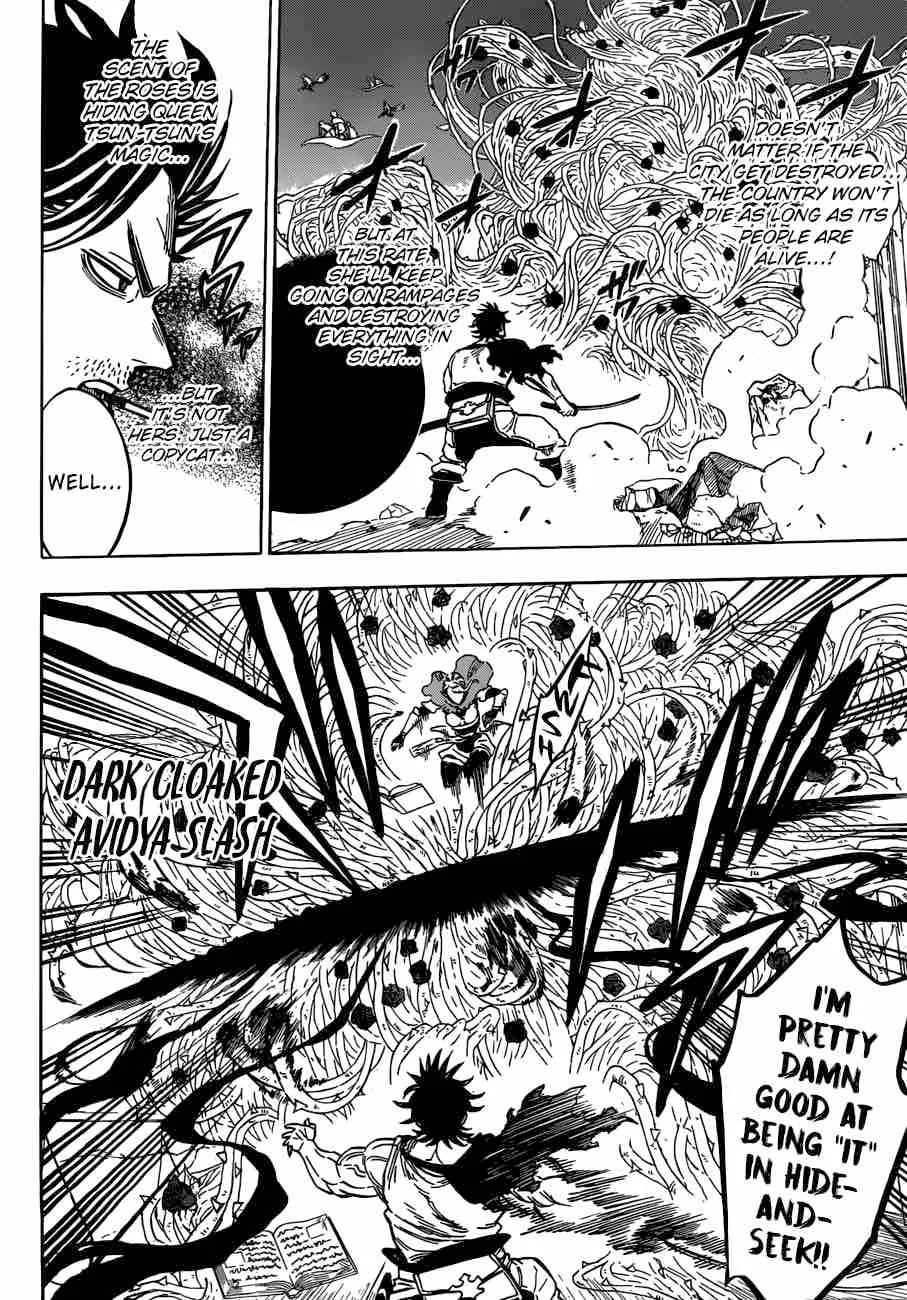 DOESN'T
MATTER IF THE
CITY GET DESTROYED...
THE COUNTRY WON'T
DIE AS LONG AS ITS
PEOPLE ARE
ALIVE...!
BUT AT
THIS RATE,
SHE'LL KEEP
GOING ON RAMPAGES
AND DESTROYING
EVERYTHING IN
SIGHT...
THE
SCENT OF
THE ROSES IS
HIDING QUEEN
TSUN-TSUN'S
MAGIC...
...BUT
IT'S NOT
HERS. JUST A
COPYCAT...
WELL...
DARK CLOAKED
AVIDYA SLASH
I'M
PRETTY
DAMN
GOOD AT
BEING "IT"
IN HIDE-
AND-
SEEK!!